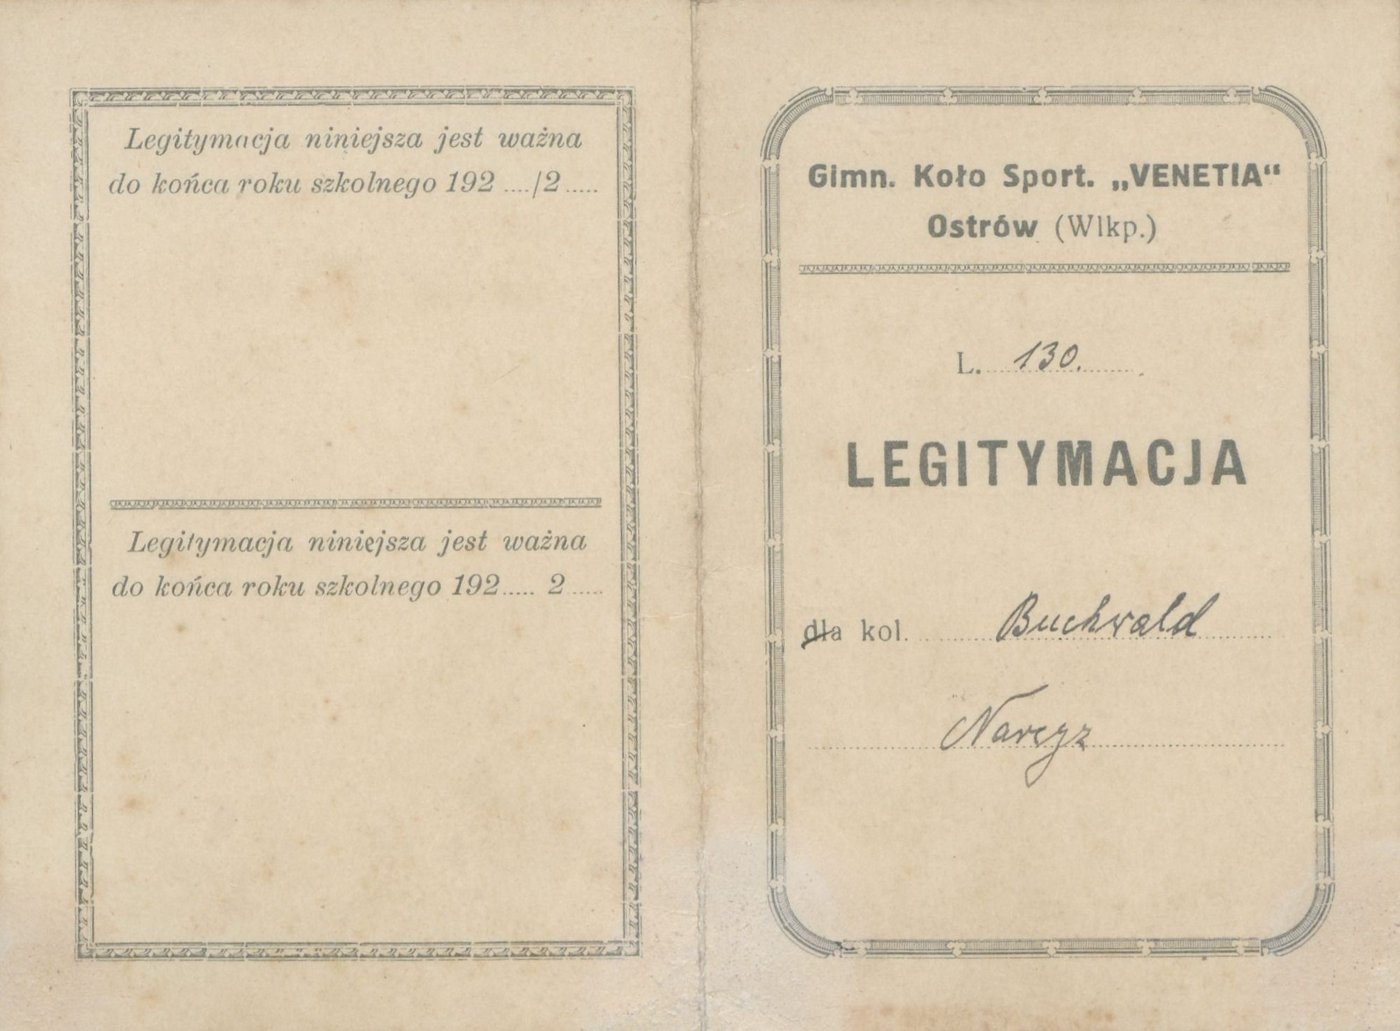 Legitymacja niniejsza jest ważna
do końca roku szkolnego 192 ..../2 .....
Legitymacja niniejsza jest ważna
do końca roku szkolnego 192 ..... 2 .....
Gimn. Koło Sport. „VENETIA“
Ostrów (Wlkp.)
L. 130.
LEGITYMACJA
dla kol. Buchwald
Narcyz